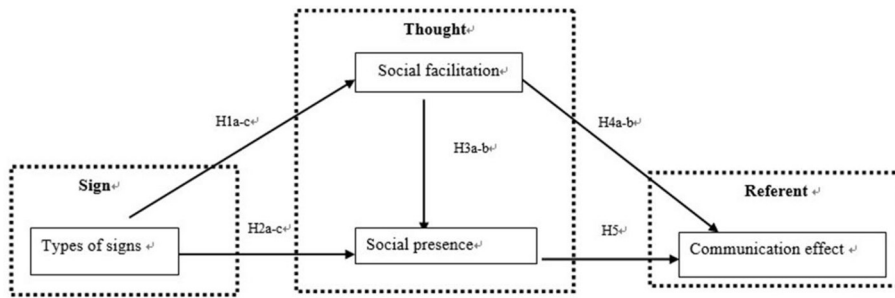 Thought
Social facilitation
H1a-c
H4a-b
H3a-b
Sign
Referent
Types of signs
H2a-c
Social presence
H5
Communication effect